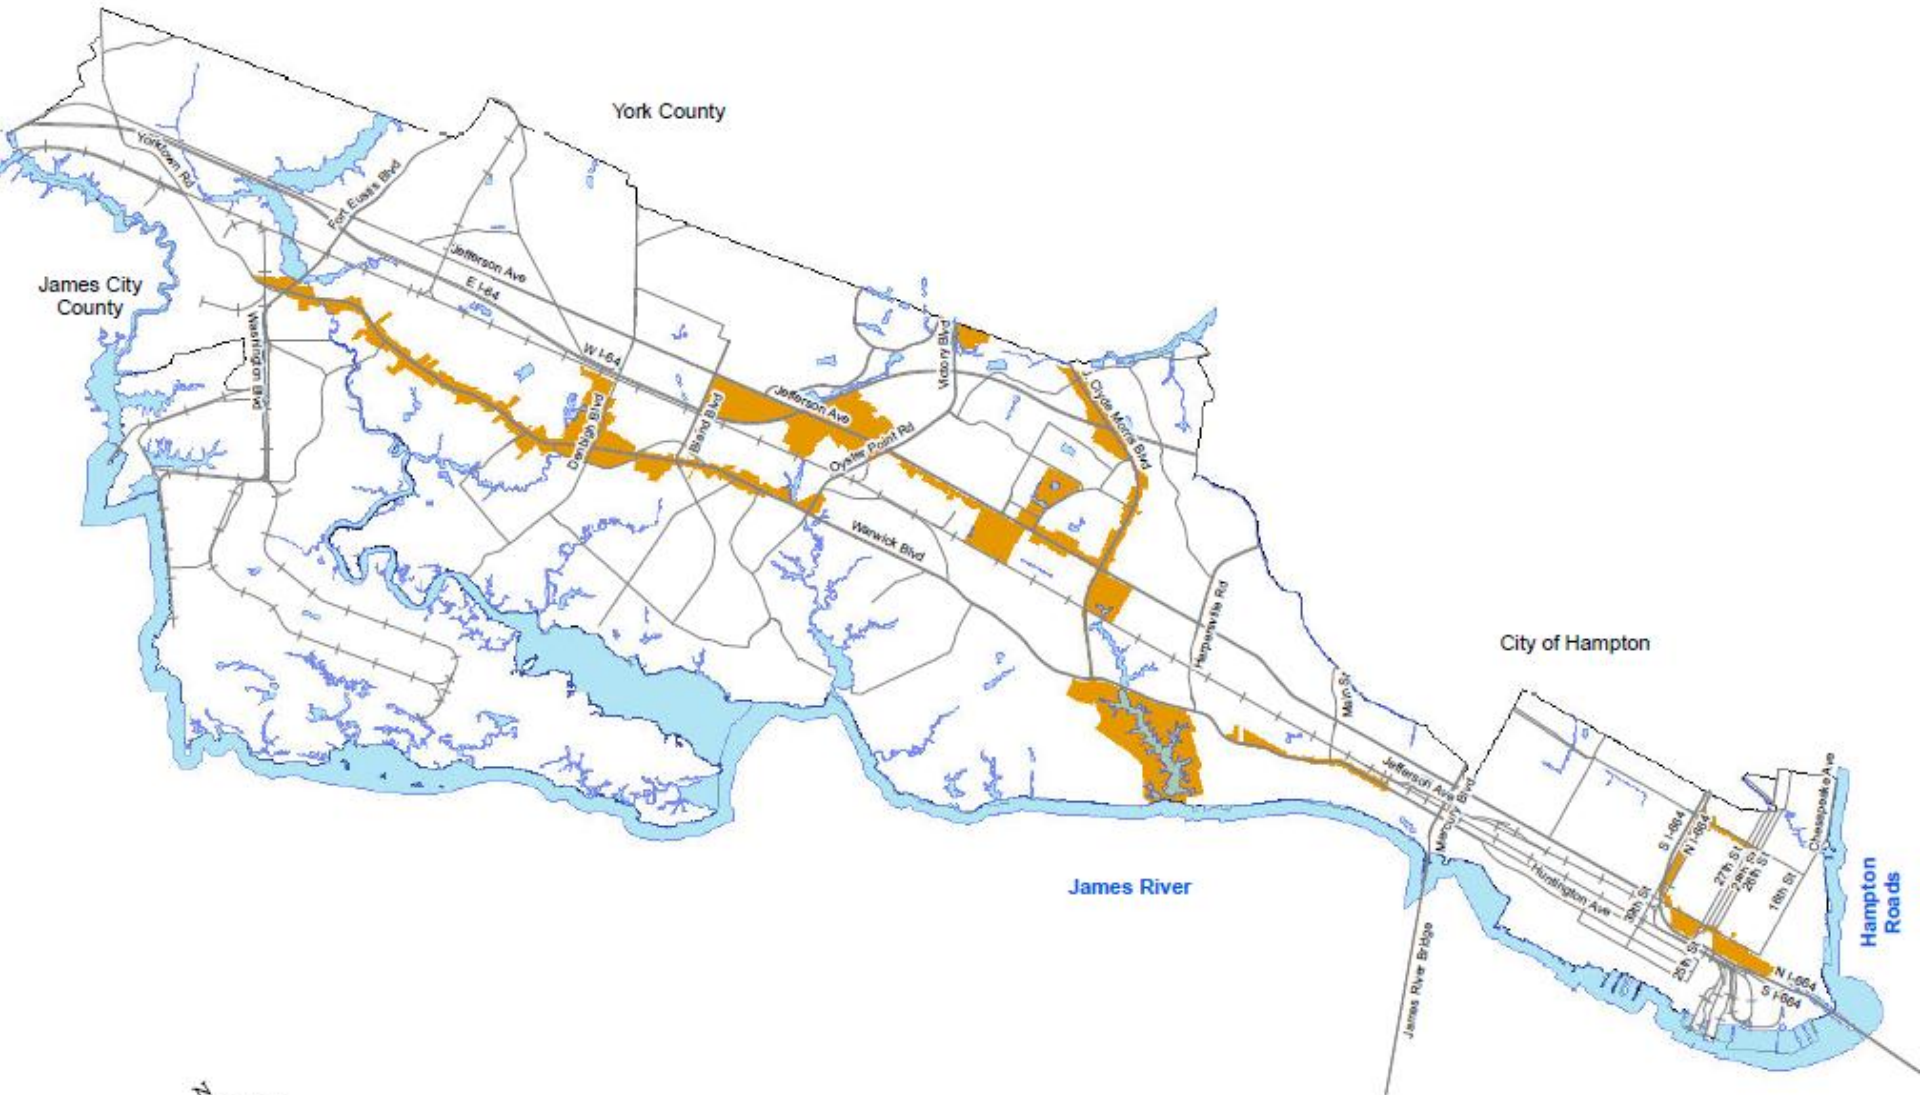 York County
Yorktown Rd
Fort Eustis Blvd
Jefferson Ave
E I-64
James City
County
Washington Blvd
W I-64
Victory Blvd
J. Clyde Morris Blvd
Jefferson Ave
Bland Blvd
Denbigh Blvd
Oyster Point Rd
Warwick Blvd
Harpersville Rd
City of Hampton
Main St
Jefferson Ave
Mercury Blvd
Chesepeake Ave
S I-664
N I-664
27th St
26th St
16th St
39th St
Huntington Ave
25th St
James River
Hampton
Roads
James River Bridge
N I-664
S I-664
N